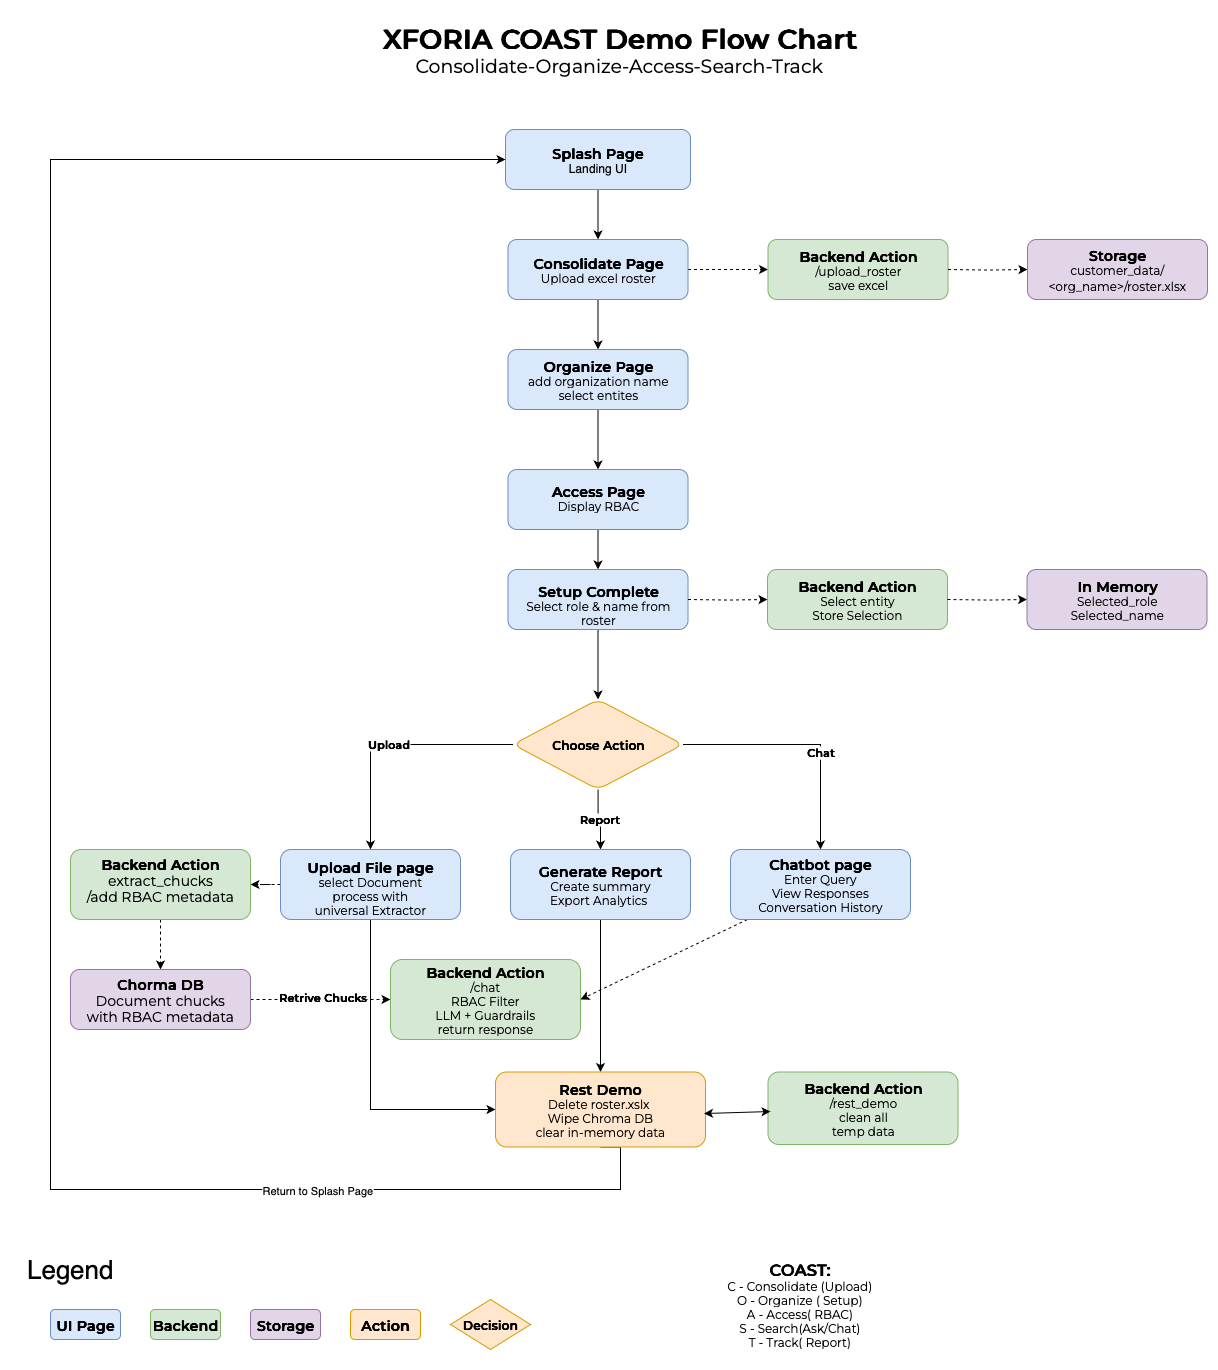 XFORIA COAST Demo Flow Chart
Consolidate-Organize-Access-Search-Track
Splash Page
Landing UI
Consolidate Page
Upload excel roster
Backend Action
/upload_roster
save excel
Storage
customer_data/
<org_name>/roster.xlsx
Organize Page
add organization name
select entites
Access Page
Display RBAC
Setup Complete
Select role & name from
roster
Backend Action
Select entity
Store Selection
In Memory
Selected_role
Selected_name
Choose Action
Upload
Chat
Report
Backend Action
extract_chucks
/add RBAC metadata
Upload File page
select Document
process with
universal Extractor
Generate Report
Create summary
Export Analytics
Chatbot page
Enter Query
View Responses
Conversation History
Chorma DB
Document chucks
with RBAC metadata
Retrive Chucks
Backend Action
/chat
RBAC Filter
LLM + Guardrails
return response
Rest Demo
Delete roster.xslx
Wipe Chroma DB
clear in-memory data
Backend Action
/rest_demo
clean all
temp data
Return to Splash Page
Legend
UI Page
Backend
Storage
Action
Decision
COAST:
C - Consolidate (Upload)
O - Organize ( Setup)
A - Access( RBAC)
S - Search(Ask/Chat)
T - Track( Report)